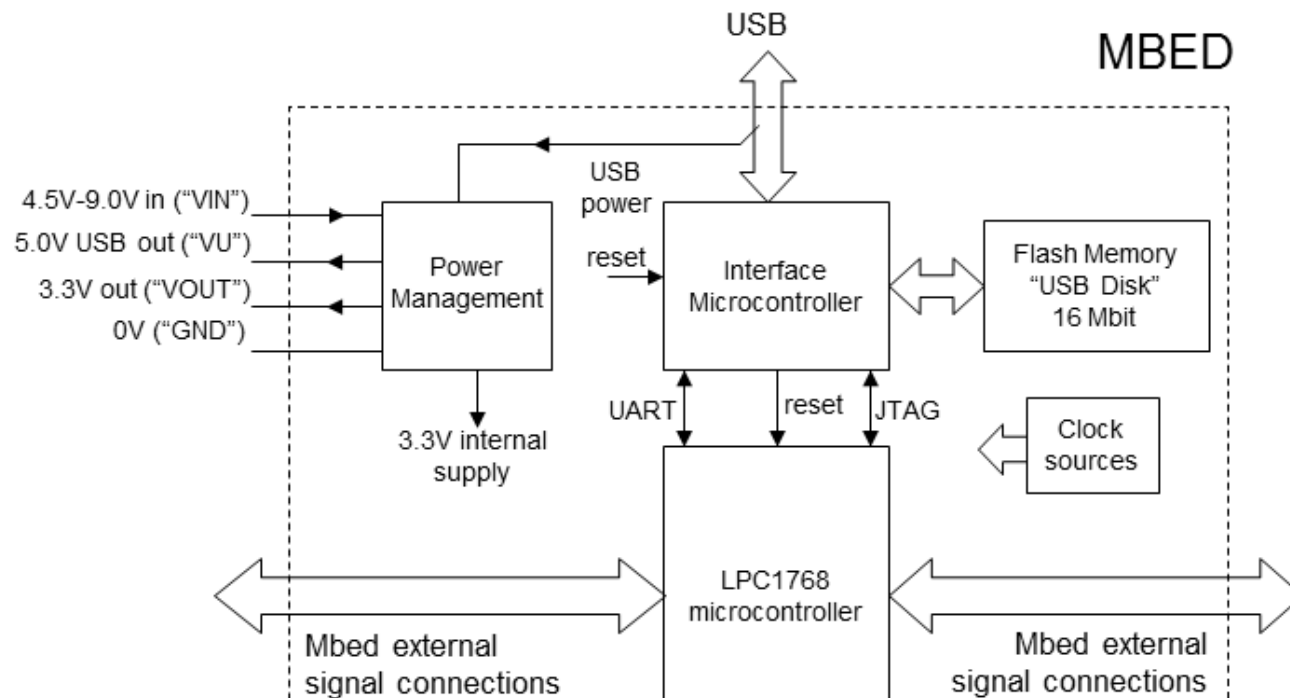 USB
MBED
USB
power
4.5V-9.0V in (“VIN”)
5.0V USB out (“VU”)
3.3V out (“VOUT”)
0V (“GND”)
Power
Management
reset
Interface
Microcontroller
Flash Memory
“USB Disk”
16 Mbit
UART
reset
JTAG
3.3V internal
supply
Clock
sources
LPC1768
microcontroller
Mbed external
signal connections
Mbed external
signal connections